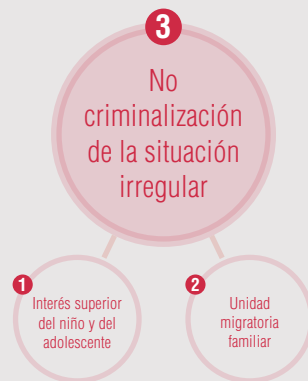 3
No
criminalización
de la situación
irregular
1
Interés superior
del niño y del
adolescente
2
Unidad
migratoria
familiar